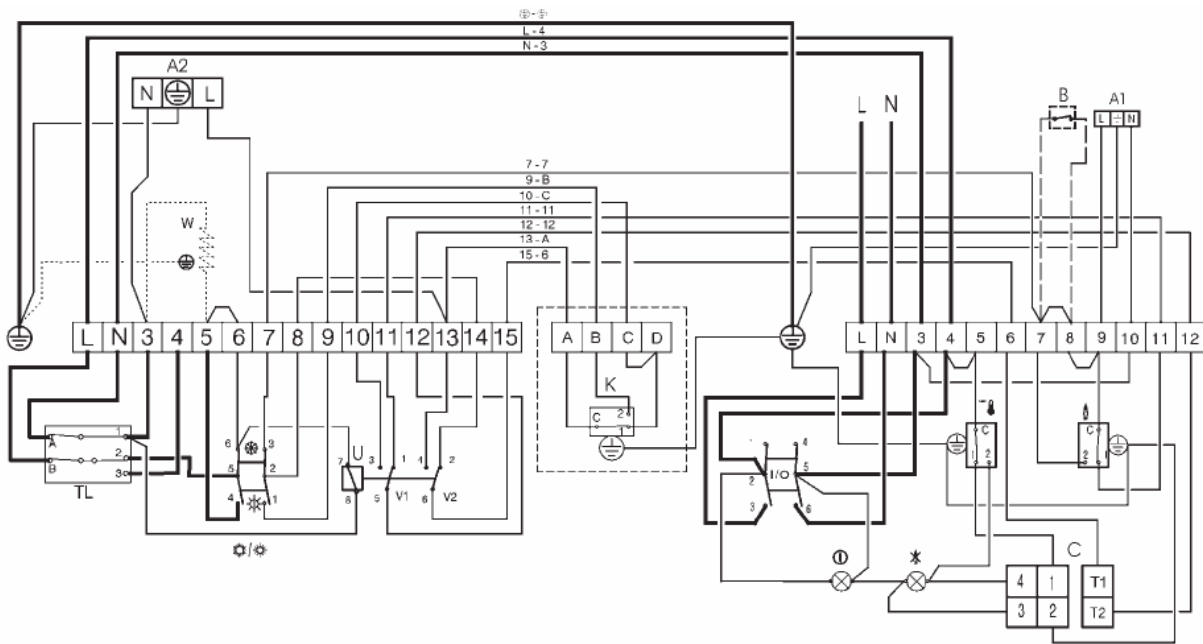 L-4
N-3
A2
N L
L N
B
A1
L N
7-7
9-B
10-C
11-11
12-12
13-A
15-6
W
L N 3 4 5 6 7 8 9 10 11 12 13 14 15
A B C D
L N 3 4 5 6 7 8 9 10 11 12
K
C 2
1
A 1
B 2
3
TL
6 3
5 2
4 1
U
7
8
3 1
5 V1
4 2
6 V2
1 4
2 I/O 5
3 6
C
1 2
C
2 1
C
4 1 T1
3 2 T2